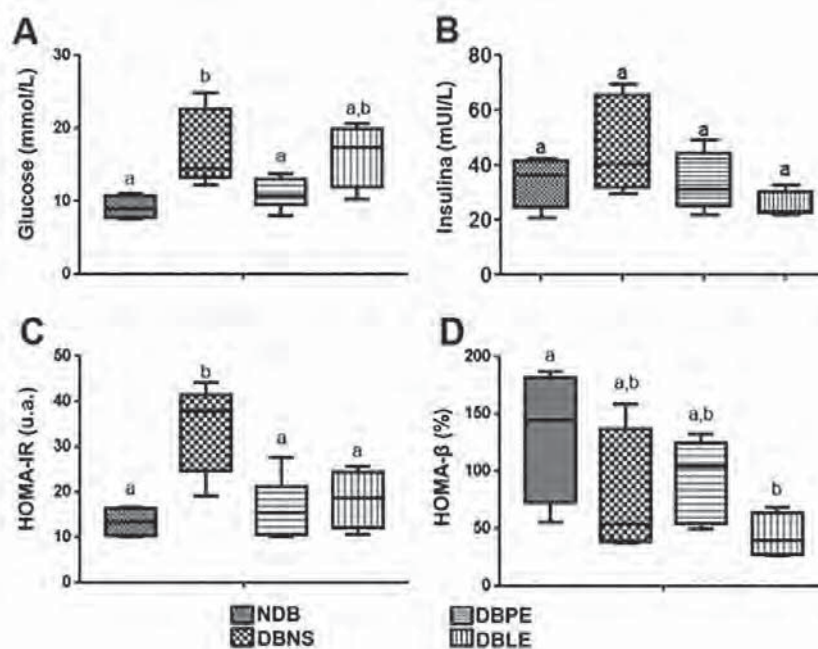 A
Glucose (mmol/L)
30
20
10
0
a
b
a
a,b
B
Insulina (mUI/L)
80
60
40
20
0
a
a
a
a
C
HOMA-IR (u.a.)
50
40
30
20
10
0
a
b
a
a
D
HOMA-β (%)
200
150
100
50
0
a
a,b
a,b
b
NDB
DBPE
DBNS
DBLE